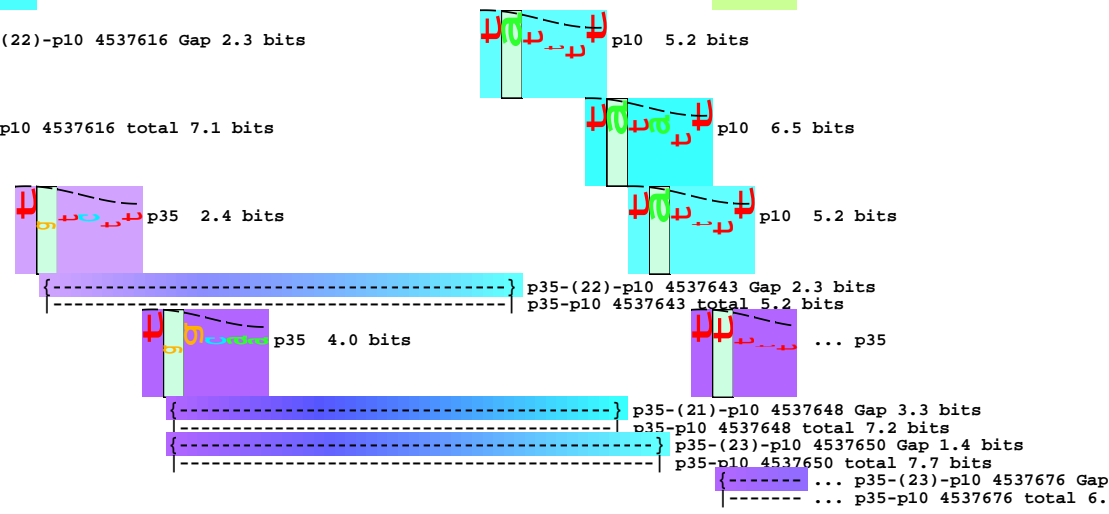 (22)-p10 4537616 Gap 2.3 bits
p10 5.2 bits
p10 4537616 total 7.1 bits
p10 6.5 bits
p35 2.4 bits
p10 5.2 bits
{----------------------------------------} p35-(22)-p10 4537643 Gap 2.3 bits
|----------------------------------------| p35-p10 4537643 total 5.2 bits
p35 4.0 bits
... p35
{--------------------------------------} p35-(21)-p10 4537648 Gap 3.3 bits
|--------------------------------------| p35-p10 4537648 total 7.2 bits
{------------------------------------------} p35-(23)-p10 4537650 Gap 1.4 bits
|------------------------------------------| p35-p10 4537650 total 7.7 bits
{------- ... p35-(23)-p10 4537676 Gap
|------- ... p35-p10 4537676 total 6.